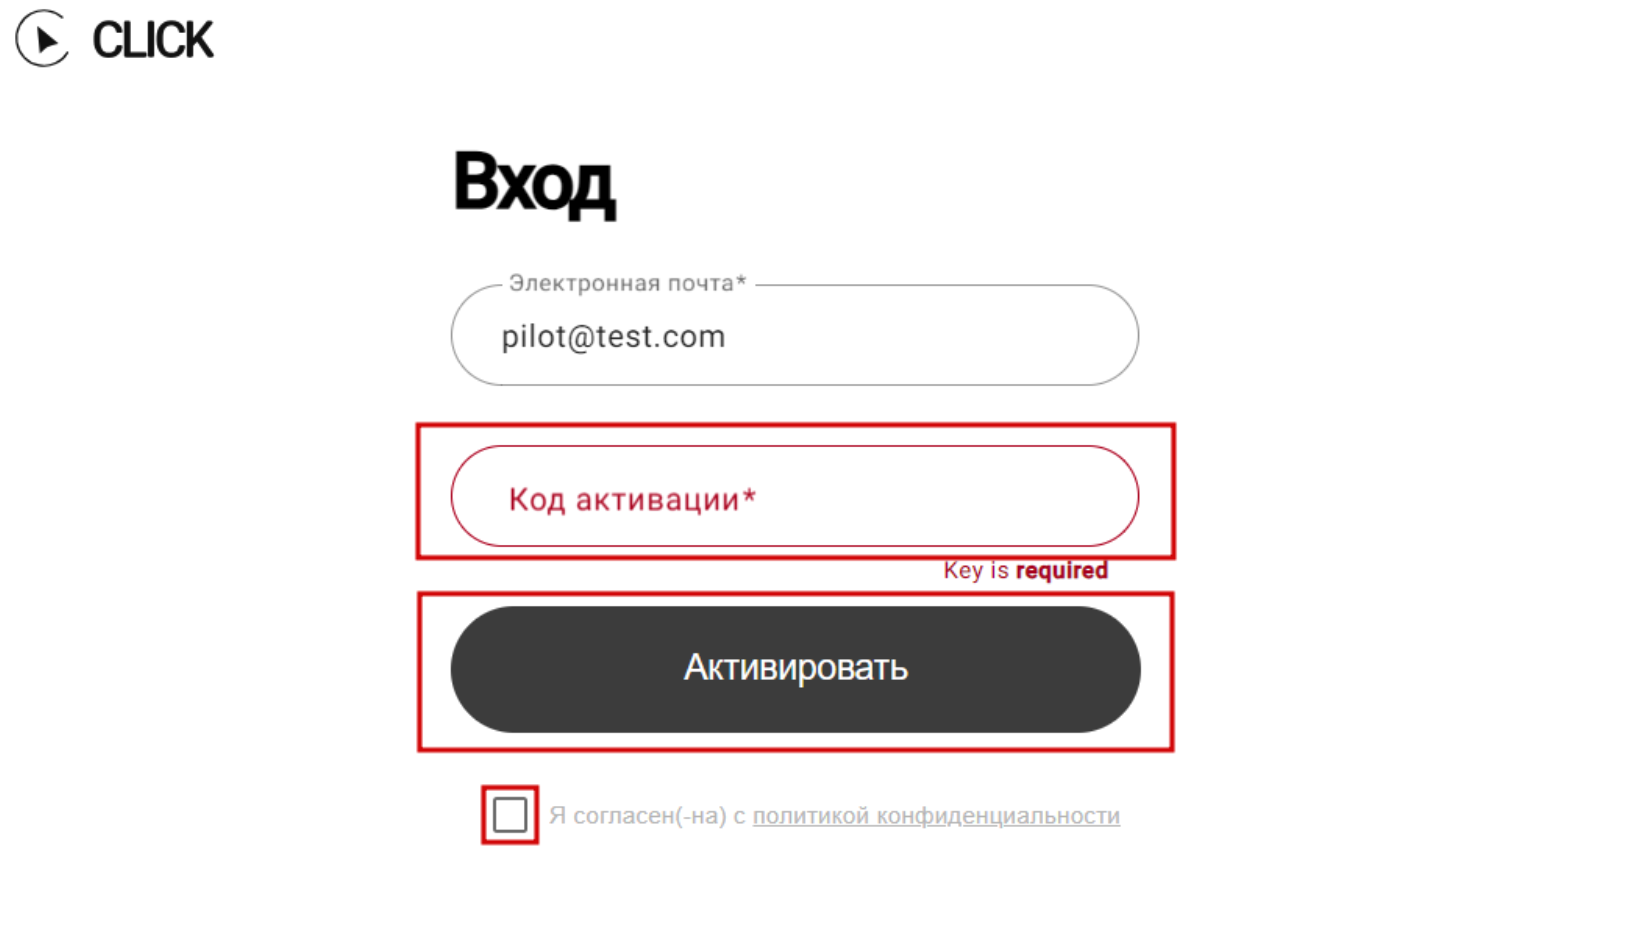 CLICK
Вход
Электронная почта*
pilot@test.com
Код активации*
Key is required
Активировать
Я согласен(-на) с политикой конфиденциальности